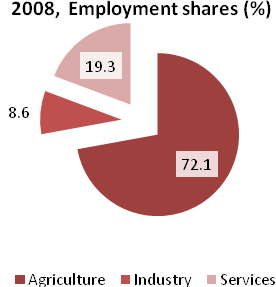 2008, Employment shares (%)
19.3
8.6
72.1
Agriculture Industry Services